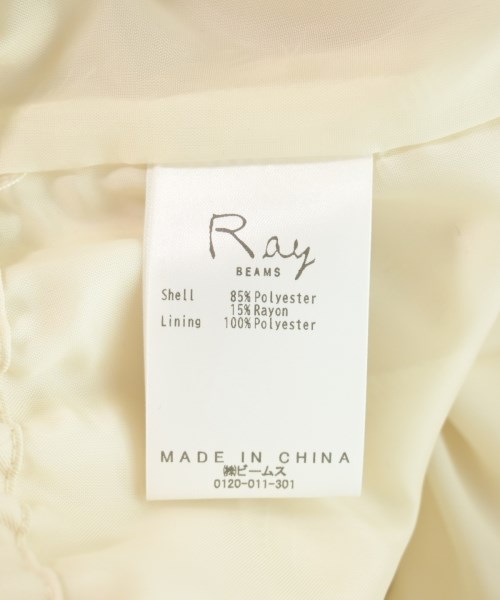 Ray
BEAMS
Shell 85% Polyester
15% Rayon
Lining 100% Polyester
MADE IN CHINA
㈱ビームス
0120-011-301